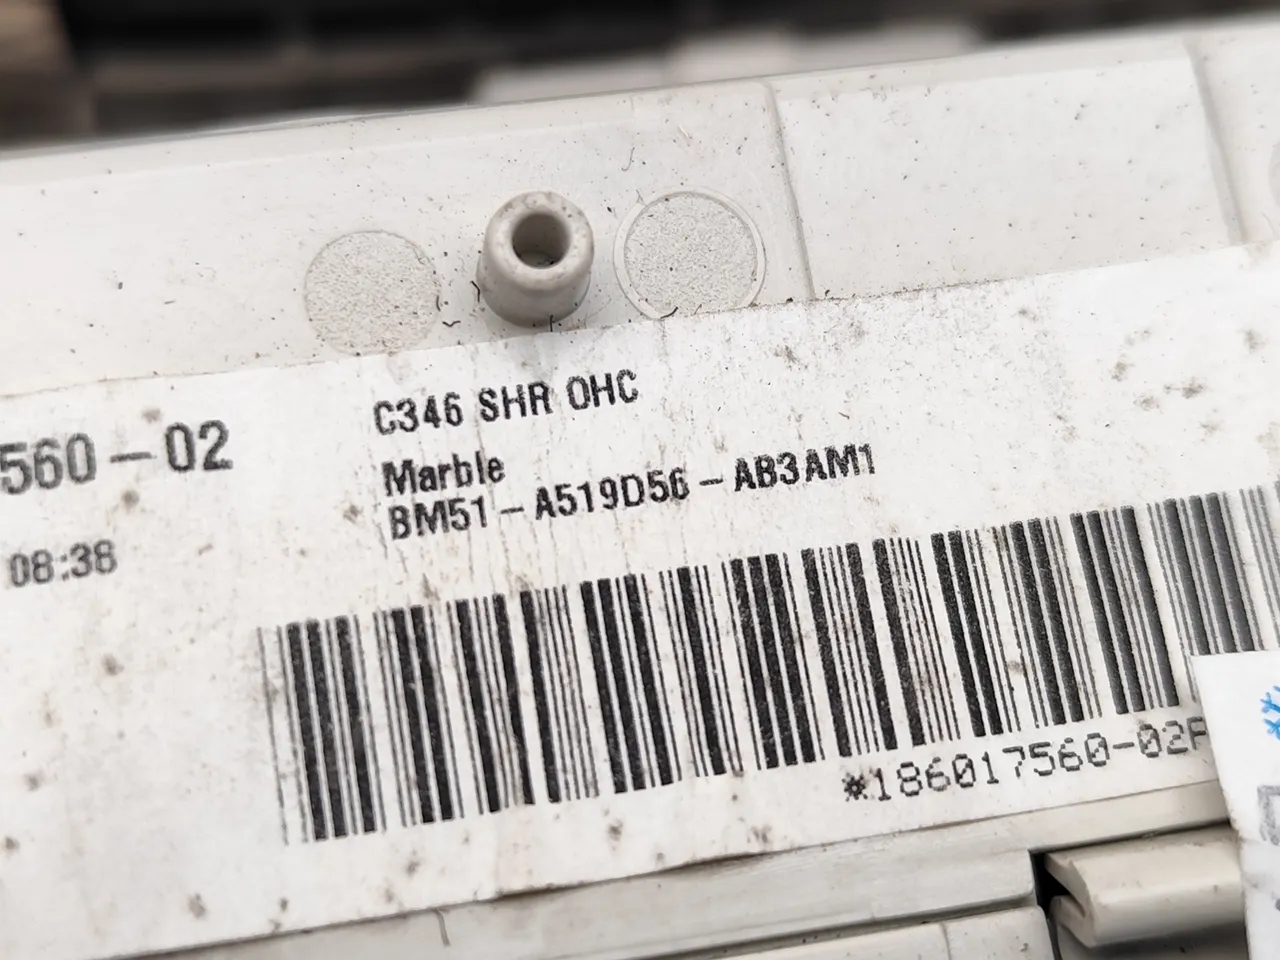 C346 SHR OHC
560-02
Marble
BM51-A519D56-AB3AM1
08:38
*186017560-02P